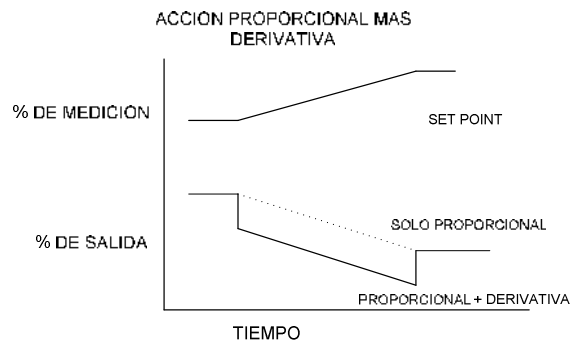 ACCION PROPORCIONAL MAS
DERIVATIVA
% DE MEDICION
SET POINT
SOLO PROPORCIONAL
% DE SALIDA
PROPORCIONAL + DERIVATIVA
TIEMPO